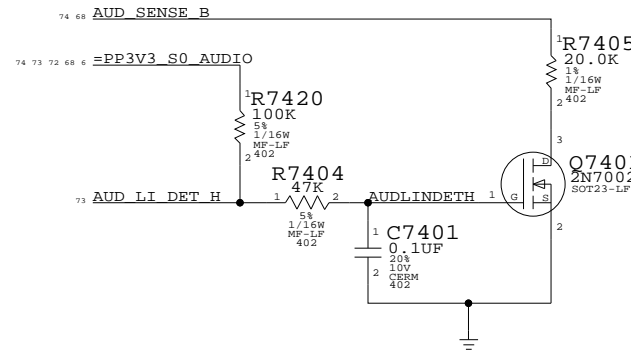 74 68 AUD_SENSE_B
74 73 72 68 6 =PP3V3_S0_AUDIO
1
R7405
20.0K
1%
1/16W
MF-LF
402
2
1
R7420
100K
5%
1/16W
MF-LF
402
2
3
D
Q7401
2N7002
SOT23-LF
G
S
1
2
73 AUD_LI_DET_H
R7404
47K
1 2
5%
1/16W
MF-LF
402
AUDLINDETH
1
C7401
0.1UF
20%
10V
CERM
402
2